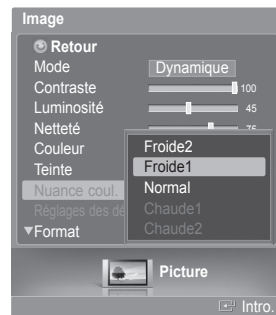 Image
Retour
Mode Dynamique
Contraste 100
Luminosité 45
Netteté 75
Couleur
Teinte
Nuance coul.
Réglages des dé
▼Format
Froide2
Froide1
Normal
Chaude1
Chaude2
Picture
Intro.